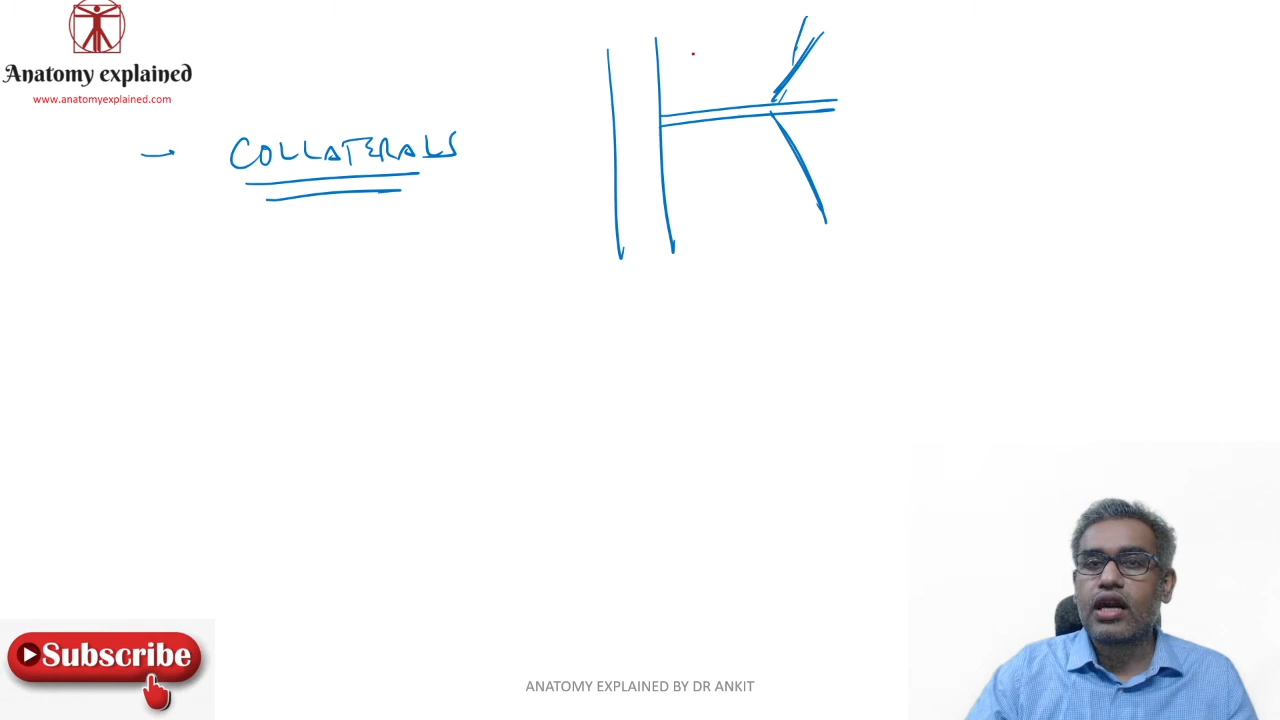 Anatomy explained
www.anatomyexplained.com
COLLATERALS
Subscribe
ANATOMY EXPLAINED BY DR ANKIT